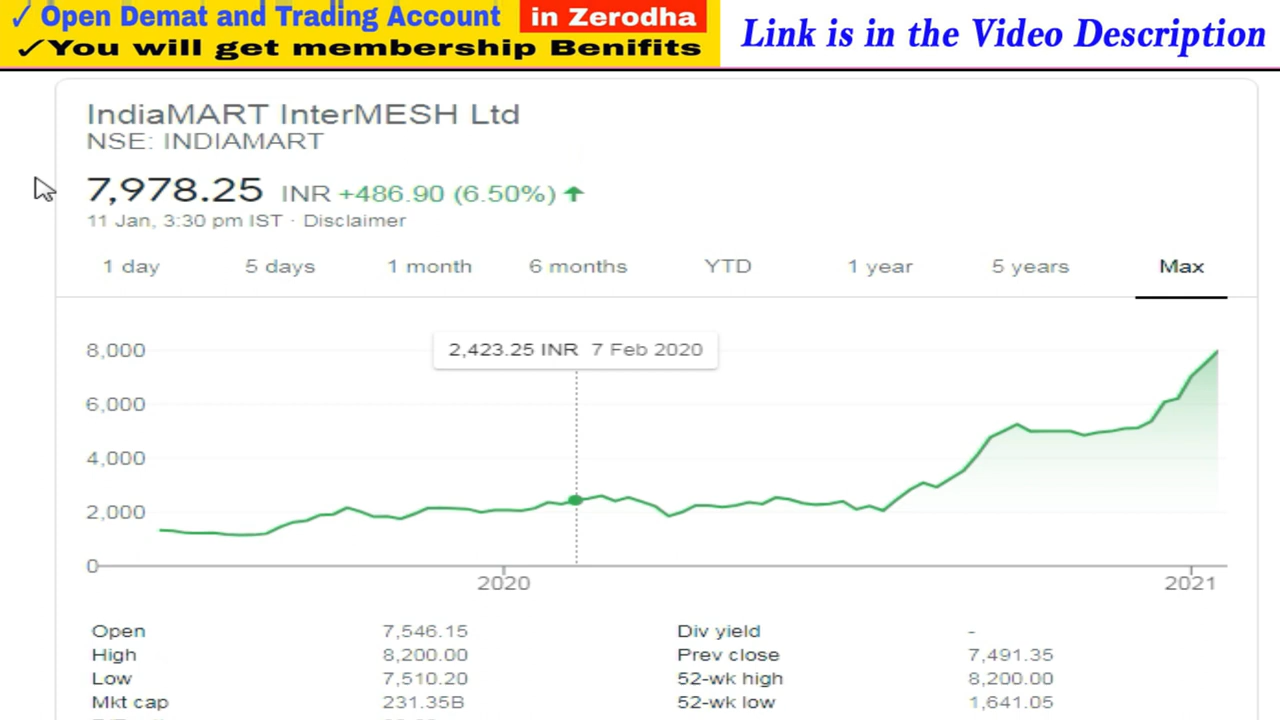 ✓ Open Demat and Trading Account in Zerodha
✓You will get membership Benifits
Link is in the Video Description
IndiaMART InterMESH Ltd
NSE: INDIAMART
7,978.25 INR +486.90 (6.50%) ↑
11 Jan, 3:30 pm IST · Disclaimer
1 day 5 days 1 month 6 months YTD 1 year 5 years Max
2,423.25 INR 7 Feb 2020
8,000
6,000
4,000
2,000
0
2020 2021
Open 7,546.15 Div yield -
High 8,200.00 Prev close 7,491.35
Low 7,510.20 52-wk high 8,200.00
Mkt cap 231.35B 52-wk low 1,641.05